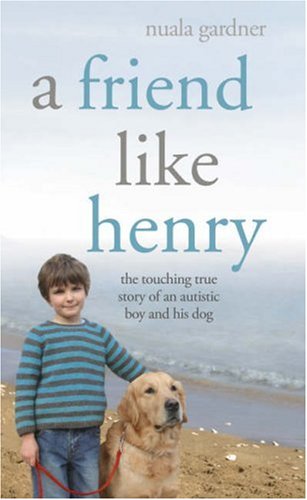 nuala gardner
a friend
like
henry
the touching true
story of an autistic
boy and his dog